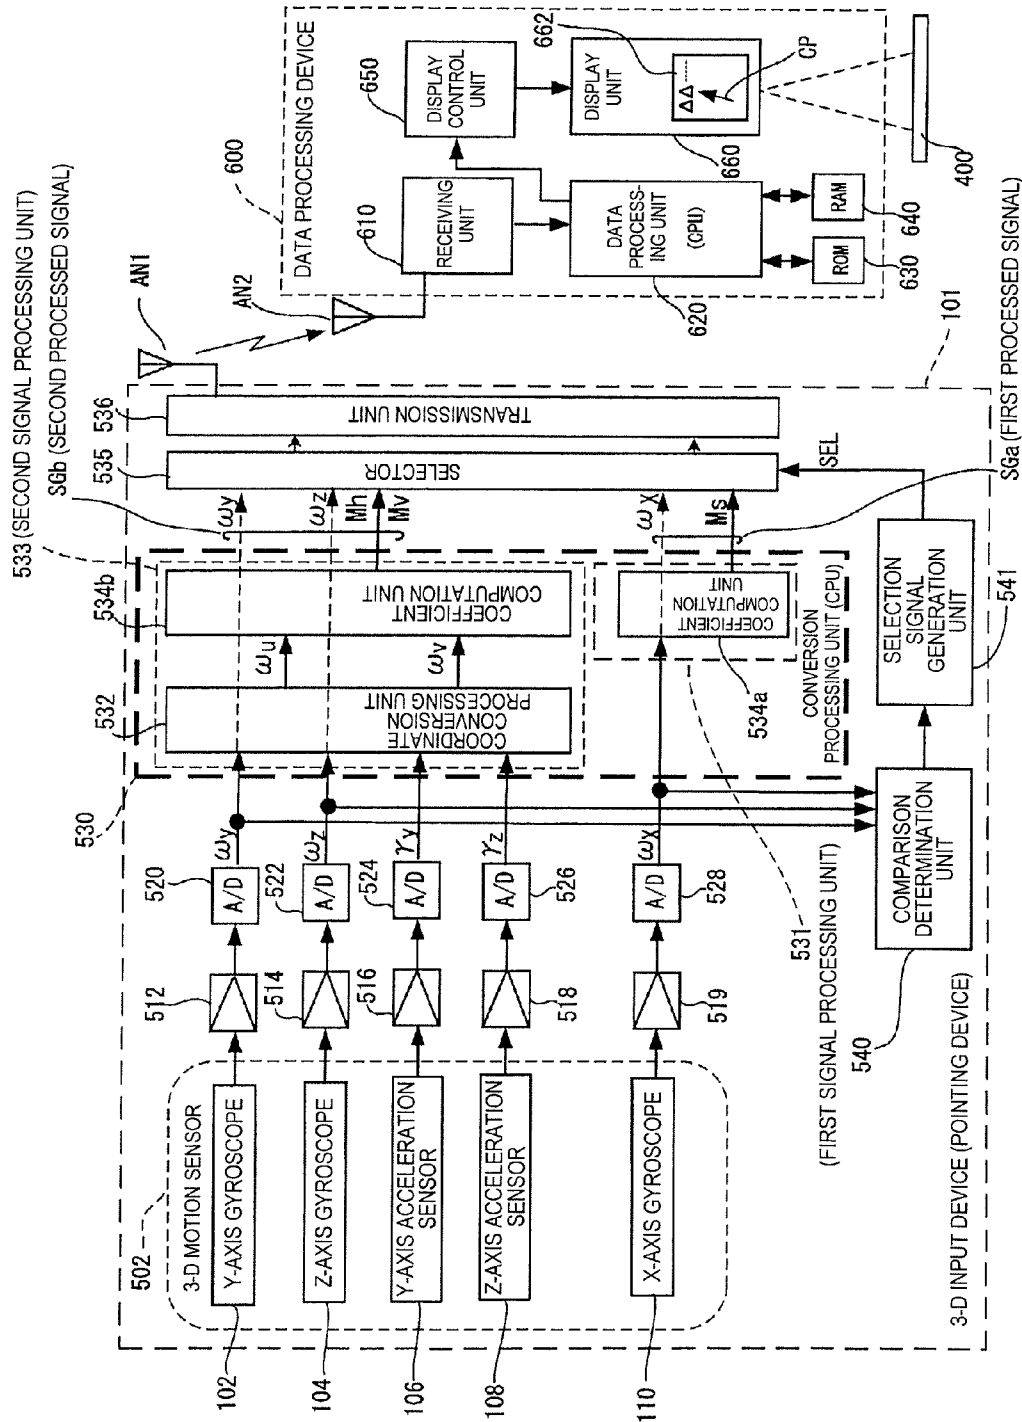 101
3-D INPUT DEVICE (POINTING DEVICE)
502
3-D MOTION SENSOR
102
Y-AXIS GYROSCOPE
104
Z-AXIS GYROSCOPE
106
Y-AXIS ACCELERATION
SENSOR
108
Z-AXIS ACCELERATION
SENSOR
110
X-AXIS GYROSCOPE
512
514
516
518
519
520
A/D
522
A/D
524
A/D
526
A/D
528
A/D
ωy
ωz
γy
γz
ωX
530
532
COORDINATE
CONVERSION
PROCESSING UNIT
ωu
ωv
534b
COEFFICIENT
COMPUTATION UNIT
533 (SECOND SIGNAL PROCESSING UNIT)
SGb (SECOND PROCESSED SIGNAL)
ωy
ωz
Mh
Mv
ωX
Ms
COEFFICIENT
COMPUTATION
UNIT
534a
CONVERSION
PROCESSING UNIT (CPU)
531
(FIRST SIGNAL PROCESSING UNIT)
540
COMPARISON
DETERMINATION
UNIT
SELECTION
SIGNAL
GENERATION
UNIT
541
SEL
SGa (FIRST PROCESSED SIGNAL)
535
SELECTOR
536
TRANSMISSION UNIT
AN1
AN2
600
DATA PROCESSING DEVICE
610
RECEIVING
UNIT
650
DISPLAY
CONTROL
UNIT
620
DATA
PROCESS-
ING UNIT
(CPU)
630
ROM
640
RAM
660
DISPLAY
UNIT
662
ΔΔ
CP
400